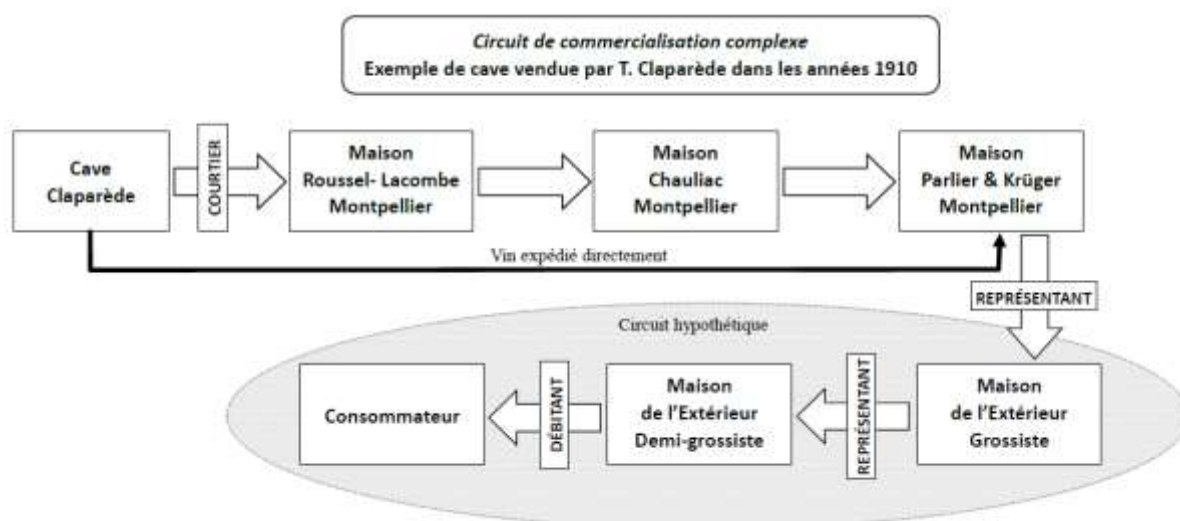 Circuit de commercialisation complexe
Exemple de cave vendue par T. Claparède dans les années 1910
Cave
Claparède
COURTIER
Maison
Roussel- Lacombe
Montpellier
Maison
Chauliac
Montpellier
Maison
Parlier & Krüger
Montpellier
Vin expédié directement
REPRÉSENTANT
Circuit hypothétique
Consommateur
DÉBITANT
Maison
de l'Extérieur
Demi-grossiste
REPRÉSENTANT
Maison
de l'Extérieur
Grossiste